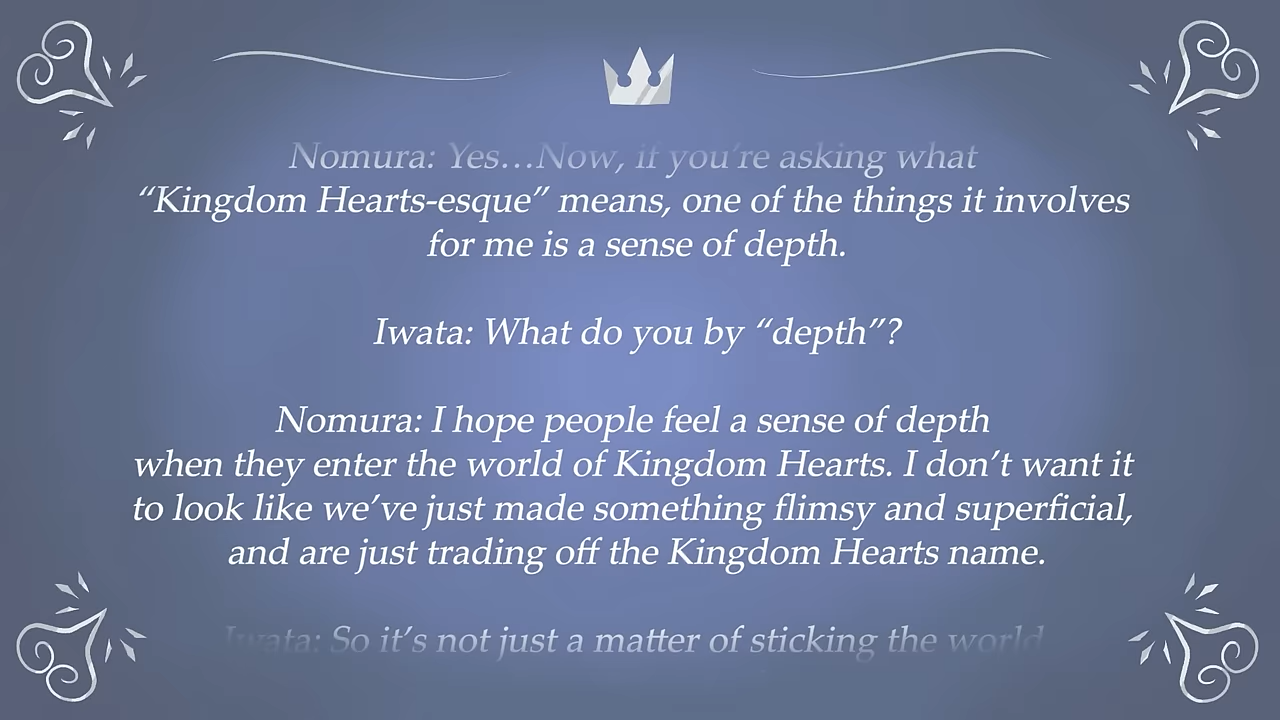 Nomura: Yes…Now, if you’re asking what
“Kingdom Hearts-esque” means, one of the things it involves
for me is a sense of depth.
Iwata: What do you by “depth”?
Nomura: I hope people feel a sense of depth
when they enter the world of Kingdom Hearts. I don’t want it
to look like we’ve just made something flimsy and superficial,
and are just trading off the Kingdom Hearts name.
Iwata: So it’s not just a matter of sticking the world